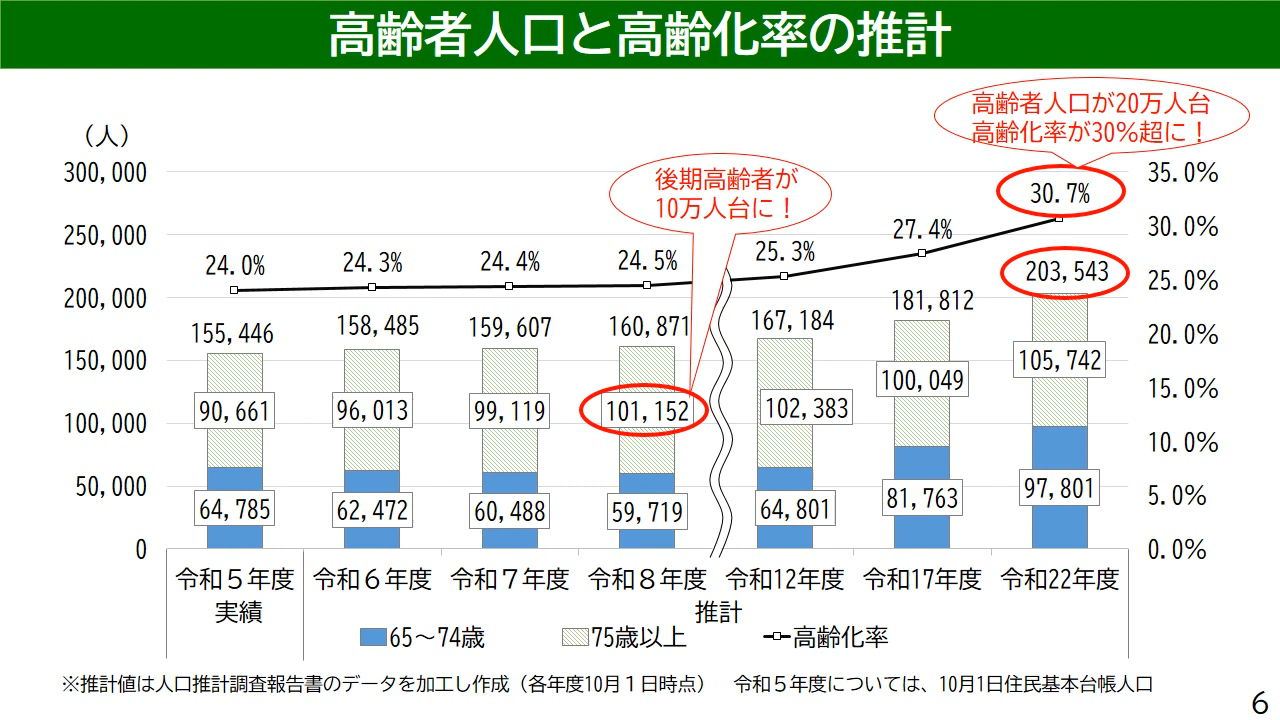 高齢者人口と高齢化率の推計
高齢者人口が20万人台
高齢化率が30%超に！
（人）
後期高齢者が
10万人台に！
300,000
250,000
200,000
150,000
100,000
50,000
0
35.0%
30.0%
25.0%
20.0%
15.0%
10.0%
5.0%
0.0%
24.0% 24.3% 24.4% 24.5% 25.3% 27.4% 30.7%
155,446 158,485 159,607 160,871 167,184 181,812 203,543
90,661 96,013 99,119 101,152 102,383 100,049 105,742
64,785 62,472 60,488 59,719 64,801 81,763 97,801
令和５年度 令和６年度 令和７年度 令和８年度 令和12年度 令和17年度 令和22年度
実績 推計
65～74歳 75歳以上 高齢化率
※推計値は人口推計調査報告書のデータを加工し作成（各年度10月１日時点） 令和５年度については、10月1日住民基本台帳人口
6